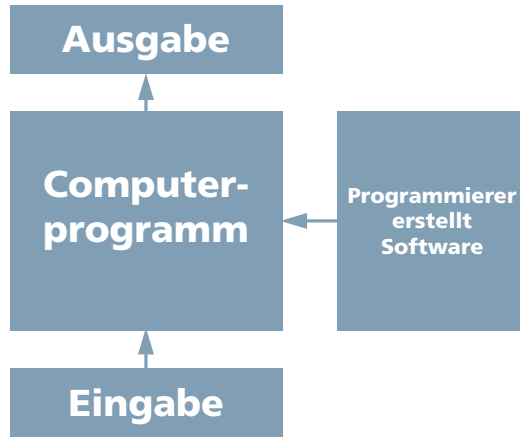 Ausgabe
Computer-
programm
Programmierer
erstellt
Software
Eingabe